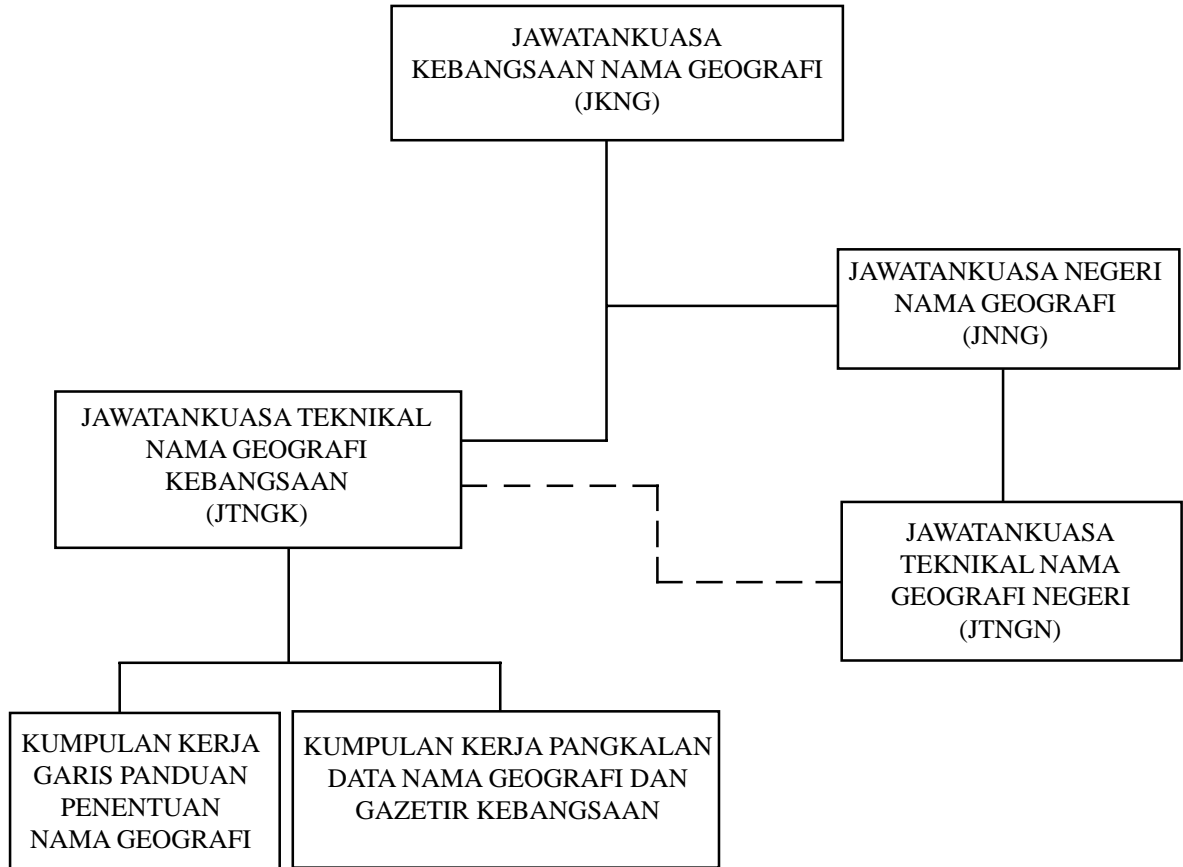 JAWATANKUASA
KEBANGSAAN NAMA GEOGRAFI
(JKNG)
JAWATANKUASA NEGERI
NAMA GEOGRAFI
(JNNG)
JAWATANKUASA TEKNIKAL
NAMA GEOGRAFI
KEBANGSAAN
(JTNGK)
JAWATANKUASA
TEKNIKAL NAMA
GEOGRAFI NEGERI
(JTNGN)
KUMPULAN KERJA
GARIS PANDUAN
PENENTUAN
NAMA GEOGRAFI
KUMPULAN KERJA PANGKALAN
DATA NAMA GEOGRAFI DAN
GAZETIR KEBANGSAAN